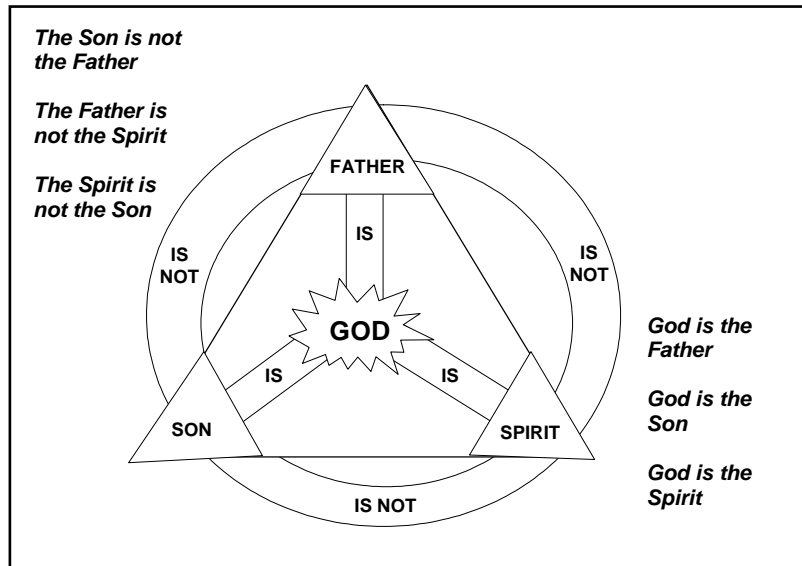 The Son is not
the Father
The Father is
not the Spirit
The Spirit is
not the Son
FATHER
IS
IS
NOT
IS
NOT
GOD
IS
IS
SON
SPIRIT
IS NOT
God is the
Father
God is the
Son
God is the
Spirit